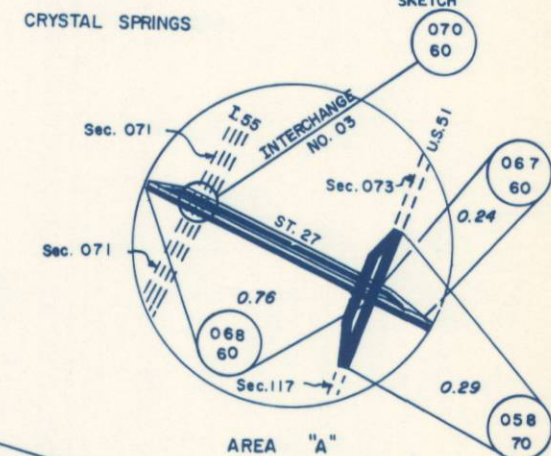 SKETCH
CRYSTAL SPRINGS
070
60
I.55
INTERCHANGE
NO. 03
U.S.51
Sec. 071
Sec. 073
067
60
0.24
ST. 27
Sec. 071
0.76
068
60
Sec.117
0.29
058
70
AREA "A"